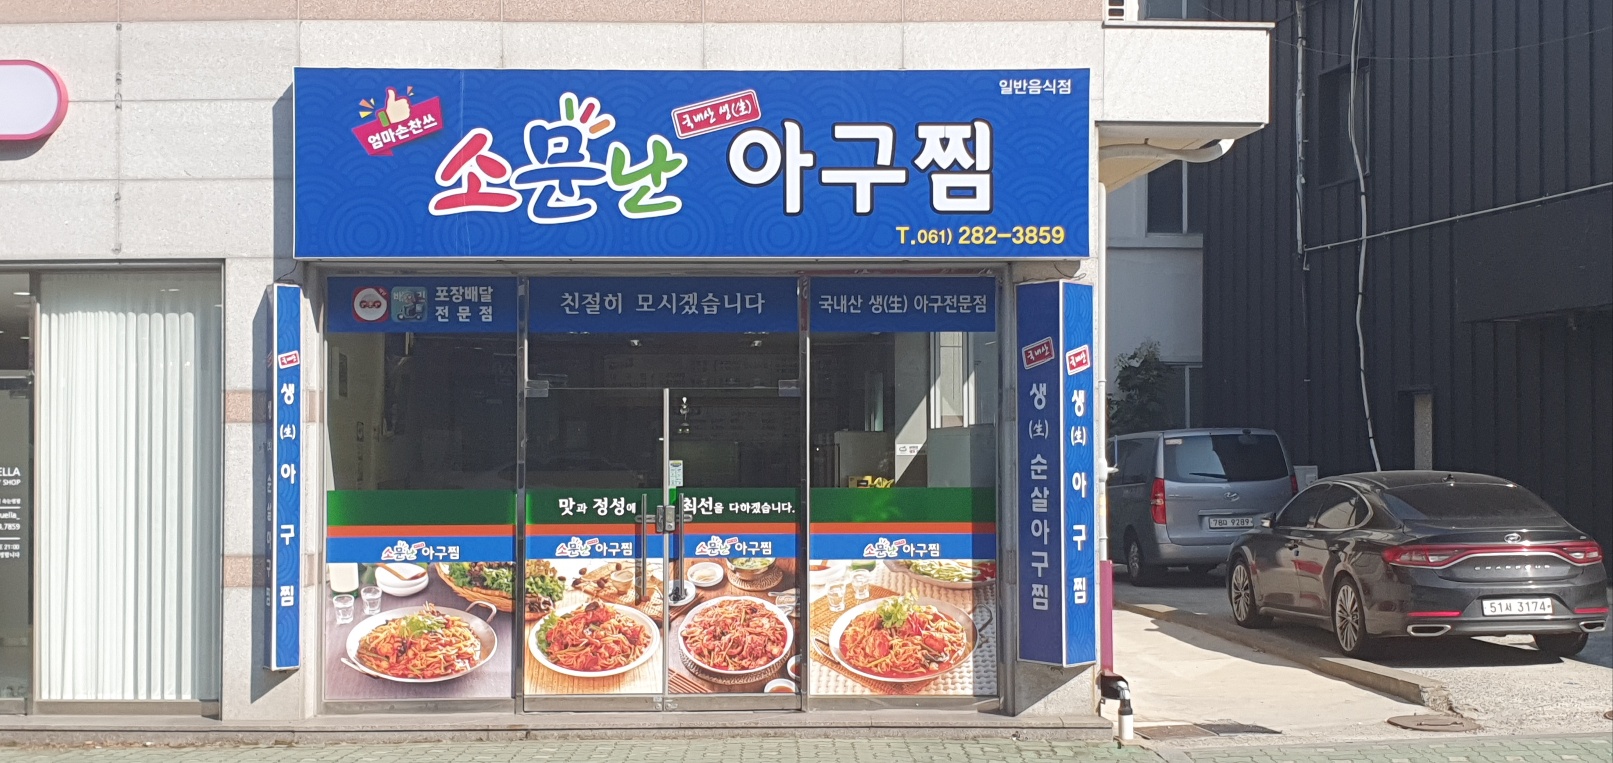 일반음식점
엄마손찬쓰
소문난
국내산 생(生)
아구찜
T.061) 282-3859
포장배달
전문점
친절히 모시겠습니다
국내산 생(生) 아구전문점
국내산
생(生)아구찜
국내산
생(生)순살아구찜
국내산
생(生)아구찜
맛과 정성에 최선을 다하겠습니다.
소문난 아구찜
소문난 아구찜
소문난 아구찜
소문난 아구찜
ELLA
SHOP
uella_
.7859
21:00
51서 3174